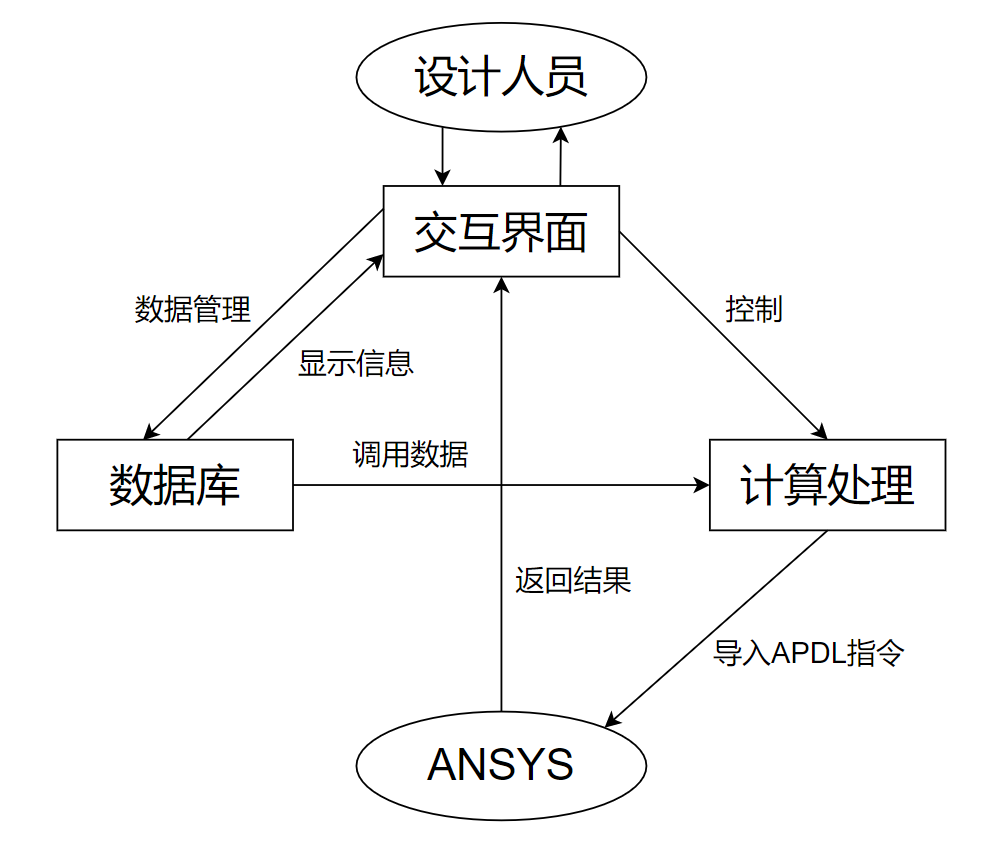 设计人员
交互界面
数据管理
控制
显示信息
调用数据
数据库
计算处理
返回结果
导入APDL指令
ANSYS